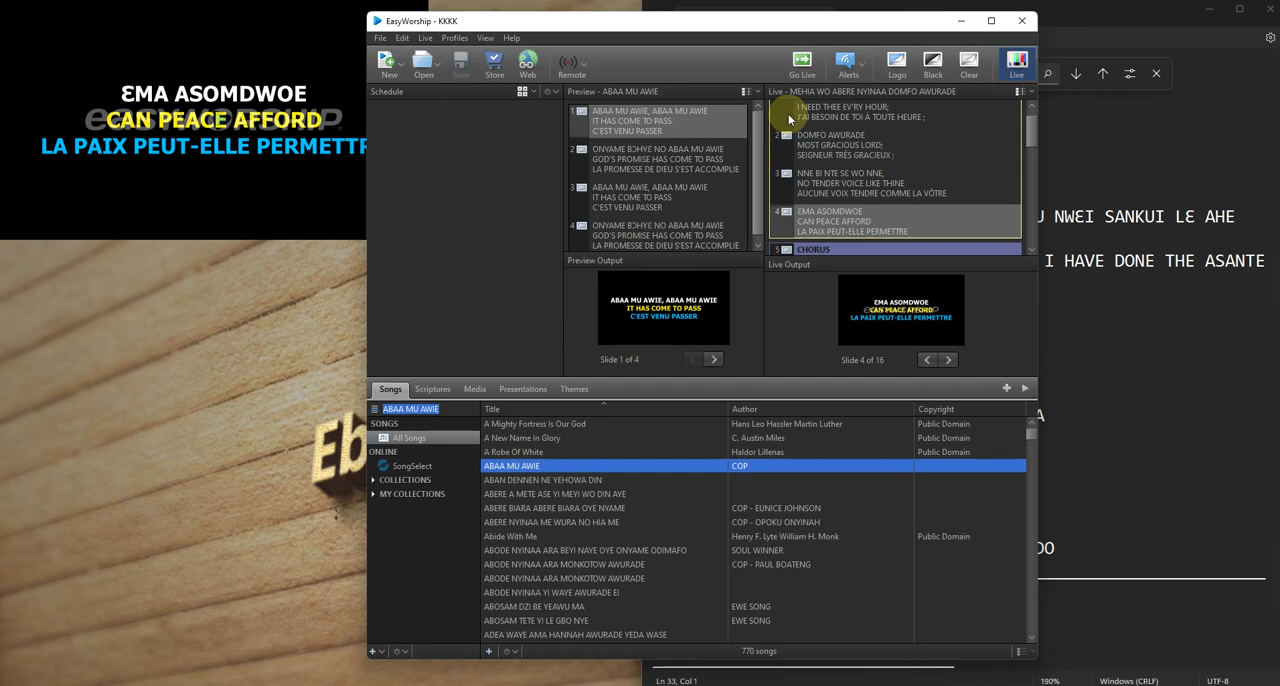 ƐMA ASOMDWOE
CAN PEACE AFFORD
LA PAIX PEUT-ELLE PERMETTR
EasyWorship - KKKK
File Edit Live Profiles View Help
New Open Save Store Web Remote Go Live Alerts Logo Black Clear Live
Schedule
Preview - ABAA MU AWIE
1 ABAA MU AWIE, ABAA MU AWIE
IT HAS COME TO PASS
C'EST VENU PASSER
2 ONYAME BƆHYƐ NO ABAA MU AWIE
GOD'S PROMISE HAS COME TO PASS
LA PROMESSE DE DIEU S'EST ACCOMPLIE
3 ABAA MU AWIE, ABAA MU AWIE
IT HAS COME TO PASS
C'EST VENU PASSER
4 ONYAME BƆHYƐ NO ABAA MU AWIE
GOD'S PROMISE HAS COME TO PASS
LA PROMESSE DE DIEU S'EST ACCOMPLIE
Live - MEHIA WO ABERE NYINAA DOMFO AWURADE
I NEED THEE EV'RY HOUR;
J'AI BESOIN DE TOI À TOUTE HEURE ;
2 DOMFO AWURADE
MOST GRACIOUS LORD;
SEIGNEUR TRÈS GRACIEUX ;
3 NNE BI NTE SE WO NNE,
NO TENDER VOICE LIKE THINE
AUCUNE VOIX TENDRE COMME LA VÔTRE
4 ƐMA ASOMDWOE
CAN PEACE AFFORD
LA PAIX PEUT-ELLE PERMETTRE
5 CHORUS
Preview Output
ABAA MU AWIE, ABAA MU AWIE
IT HAS COME TO PASS
C'EST VENU PASSER
Slide 1 of 4
Live Output
ƐMA ASOMDWOE
CAN PEACE AFFORD
LA PAIX PEUT-ELLE PERMETTRE
Slide 4 of 16
Songs Scriptures Media Presentations Themes
ABAA MU AWIE
SONGS
All Songs
ONLINE
SongSelect
COLLECTIONS
MY COLLECTIONS
Title Author Copyright
A Mighty Fortress Is Our God Hans Leo Hassler Martin Luther Public Domain
A New Name In Glory C. Austin Miles Public Domain
A Robe Of White Haldor Lillenas Public Domain
ABAA MU AWIE COP
ABAN DENNEN NE YEHOWA DIN
ABERE A METE ASE YI MEYI WO DIN AYE
ABERE BIARA ABERE BIARA OYE NYAME COP - EUNICE JOHNSON
ABERE NYINAA ME WURA NO HIA ME COP - OPOKU ONYINAH
Abide With Me Henry F. Lyte William H. Monk Public Domain
ABODE NYINAA ARA BEYI NAYE OYE ONYAME ODIMAFO SOUL WINNER
ABODE NYINAA ARA MONKOTOW AWURADE COP - PAUL BOATENG
ABODE NYINAA ARA MONKOTOW AWURADE
ABODE NYINAA YI WAYE AWURADE EI
ABOSAM DZI BE YEAWU MA EWE SONG
ABOSAM TETE YI LE GBO NYE EWE SONG
ADEA WAYE AMA HANNAH AWURADE YEDA WASE
770 songs
NWƐI SANKUI LƐ AHE
I HAVE DONE THE ASANTE
Ln 33, Col 1 190% Windows (CRLF) UTF-8